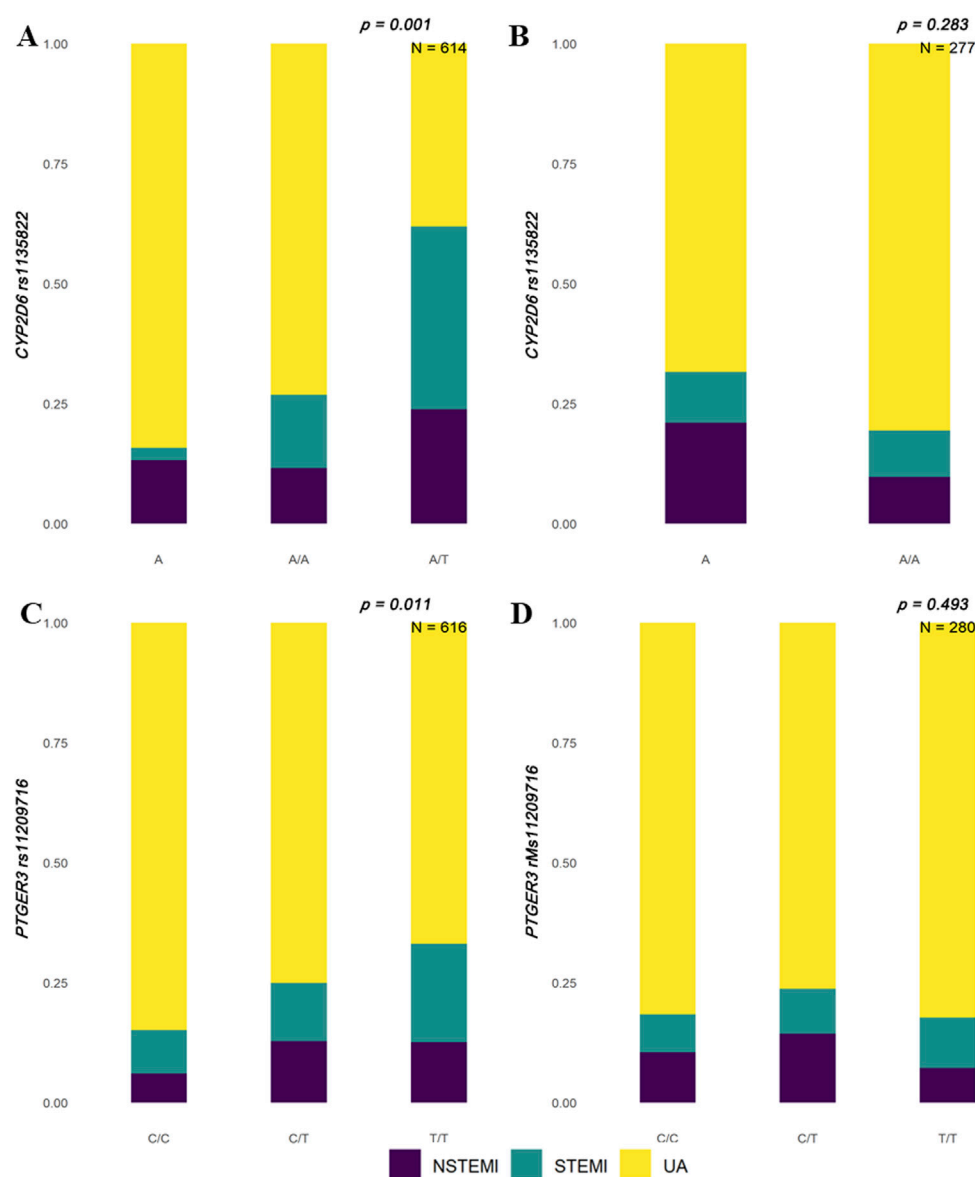 A
p = 0.001
N = 614
1.00
0.75
0.50
0.25
0.00
CYP2D6 rs1135822
A
A/A
A/T
B
p = 0.283
N = 277
1.00
0.75
0.50
0.25
0.00
CYP2D6 rs1135822
A
A/A
C
p = 0.011
N = 616
1.00
0.75
0.50
0.25
0.00
PTGER3 rs11209716
C/C
C/T
T/T
D
p = 0.493
N = 280
1.00
0.75
0.50
0.25
0.00
PTGER3 rMs11209716
C/C
C/T
T/T
NSTEMI
STEMI
UA